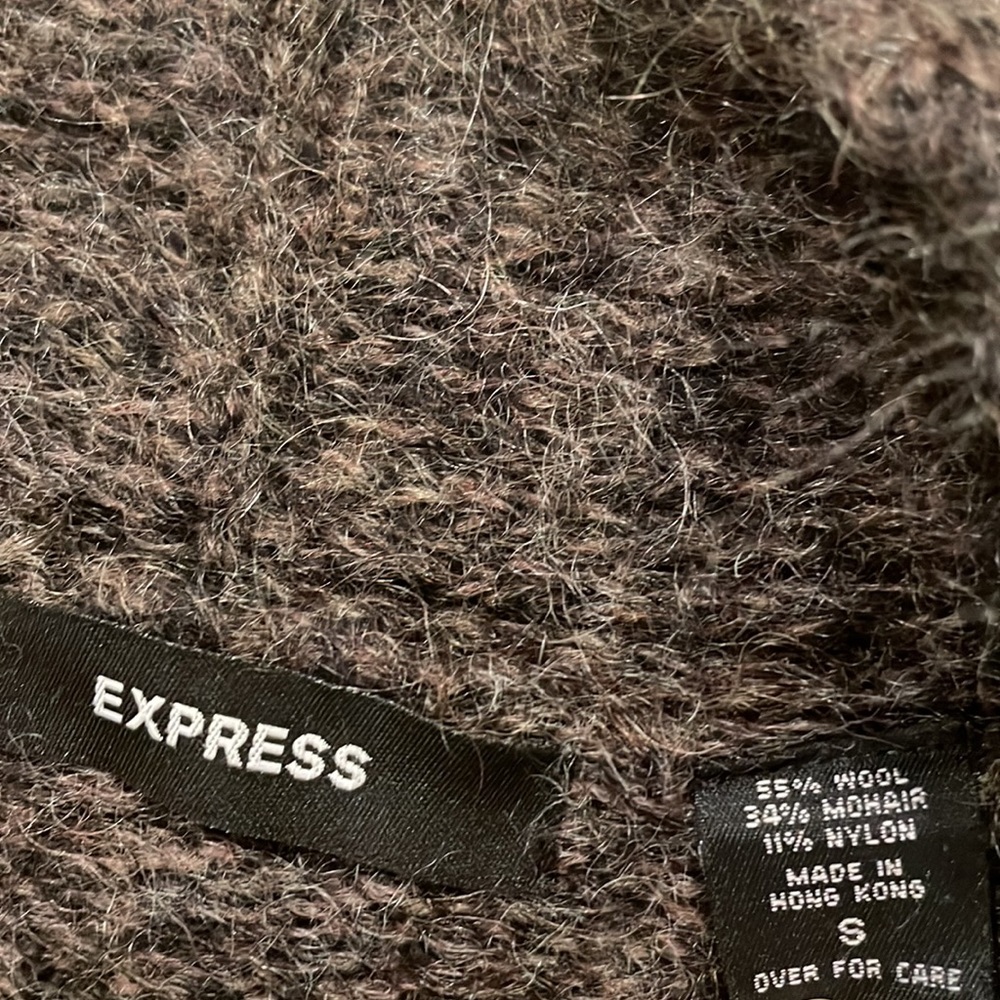 EXPRESS
55% WOOL
34% MOHAIR
11% NYLON
MADE IN
HONG KONG
S
OVER FOR CARE